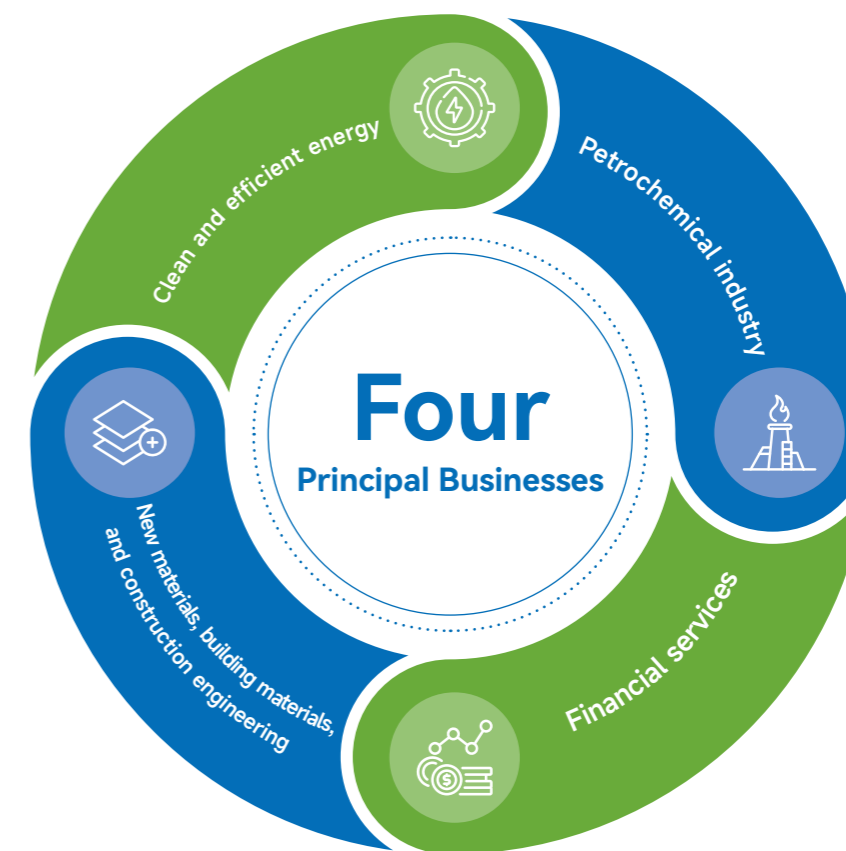 Clean and efficient energy
Petrochemical industry
Four
Principal Businesses
New materials, building materials,
and construction engineering
Financial services
$